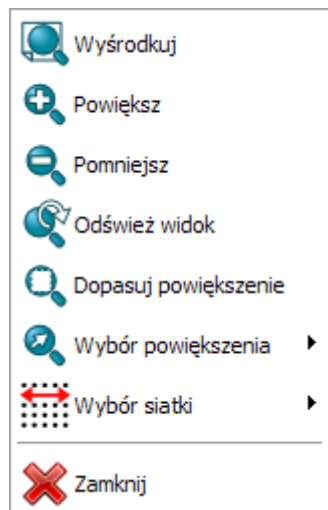 Wyśrodkuj
Powiększ
Pomniejsz
Odśwież widok
Dopasuj powiększenie
Wybór powiększenia
Wybór siatki
Zamknij